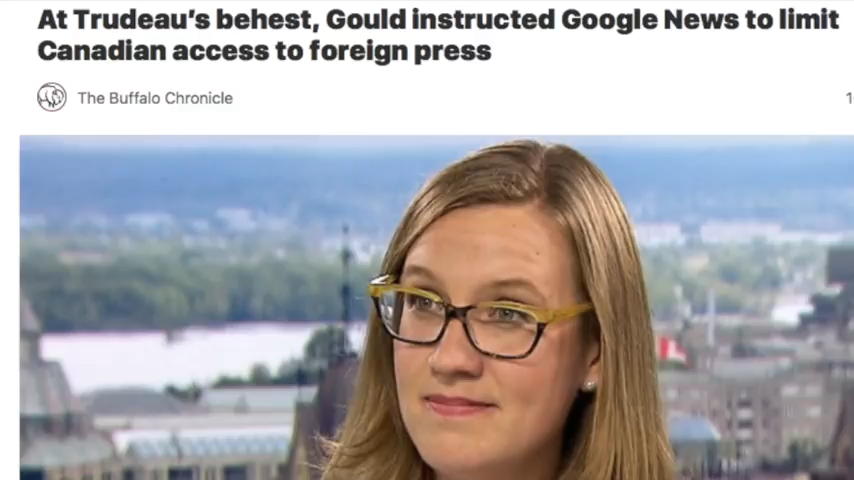 At Trudeau’s behest, Gould instructed Google News to limit
Canadian access to foreign press
The Buffalo Chronicle
1